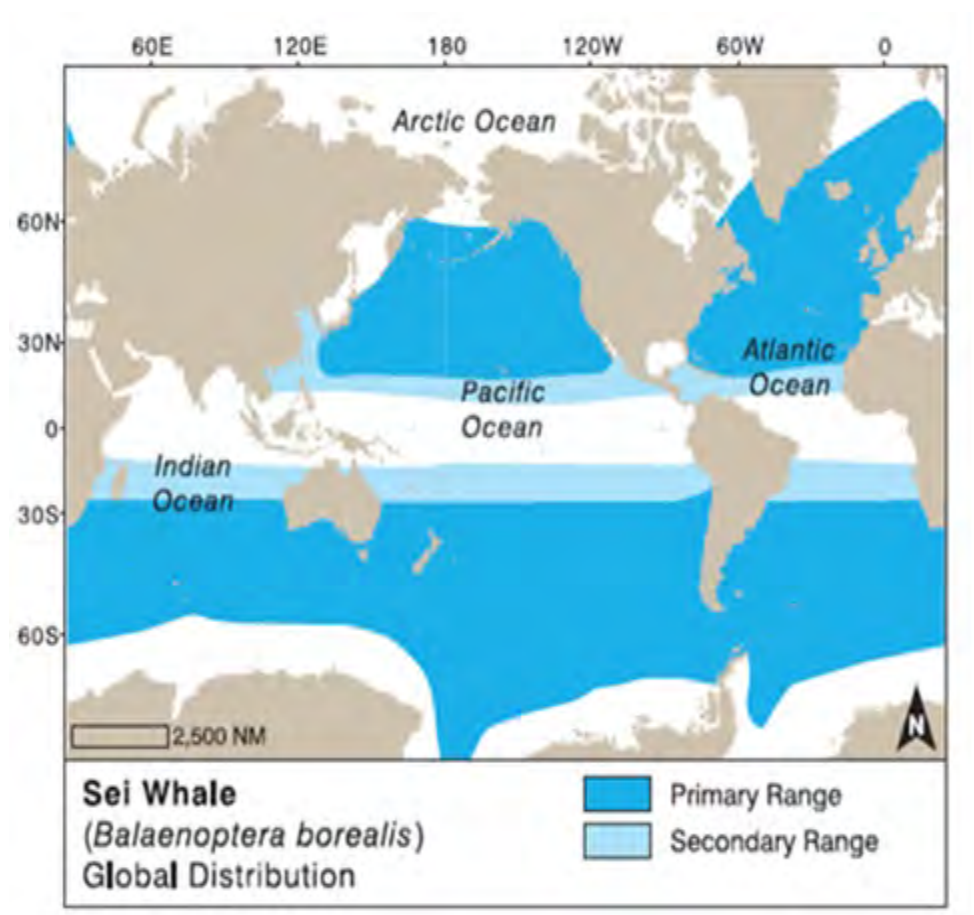 60E 120E 180 120W 60W 0
Arctic Ocean
60N
30N
Atlantic
Ocean
Pacific
Ocean
0
Indian
Ocean
30S
60S
2,500 NM
N
Sei Whale
(Balaenoptera borealis)
Global Distribution
Primary Range
Secondary Range